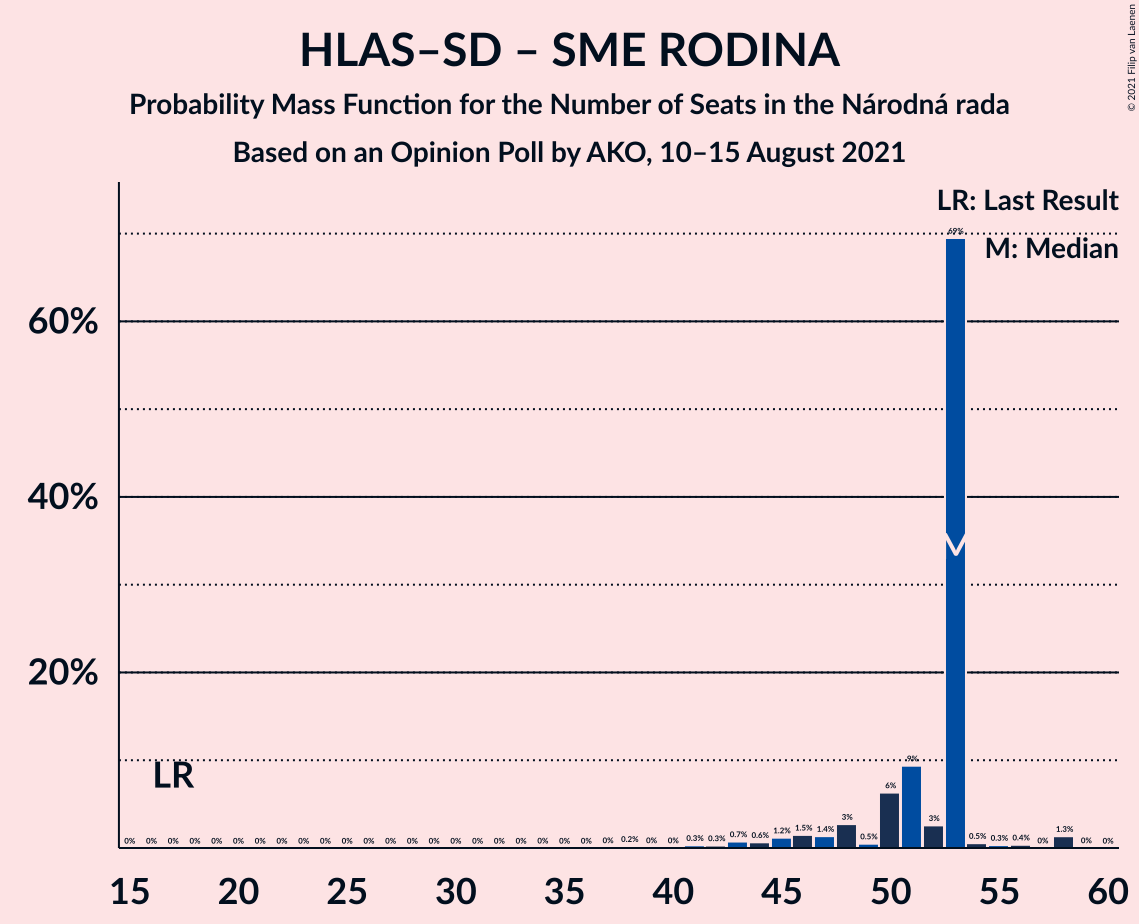 HLAS–SD – SME RODINA
Probability Mass Function for the Number of Seats in the Národná rada
Based on an Opinion Poll by AKO, 10–15 August 2021
© 2021 Filip van Laenen
LR: Last Result
M: Median
60%
40%
20%
LR
0% 0% 0% 0% 0% 0% 0% 0% 0% 0% 0% 0% 0% 0% 0% 0% 0% 0% 0% 0% 0% 0% 0% 0.2% 0% 0% 0.3% 0.3% 0.7% 0.6% 1.2% 1.5% 1.4% 3% 0.5% 6% 9% 3% 69% 0.5% 0.3% 0.4% 0% 1.3% 0% 0%
15 20 25 30 35 40 45 50 55 60